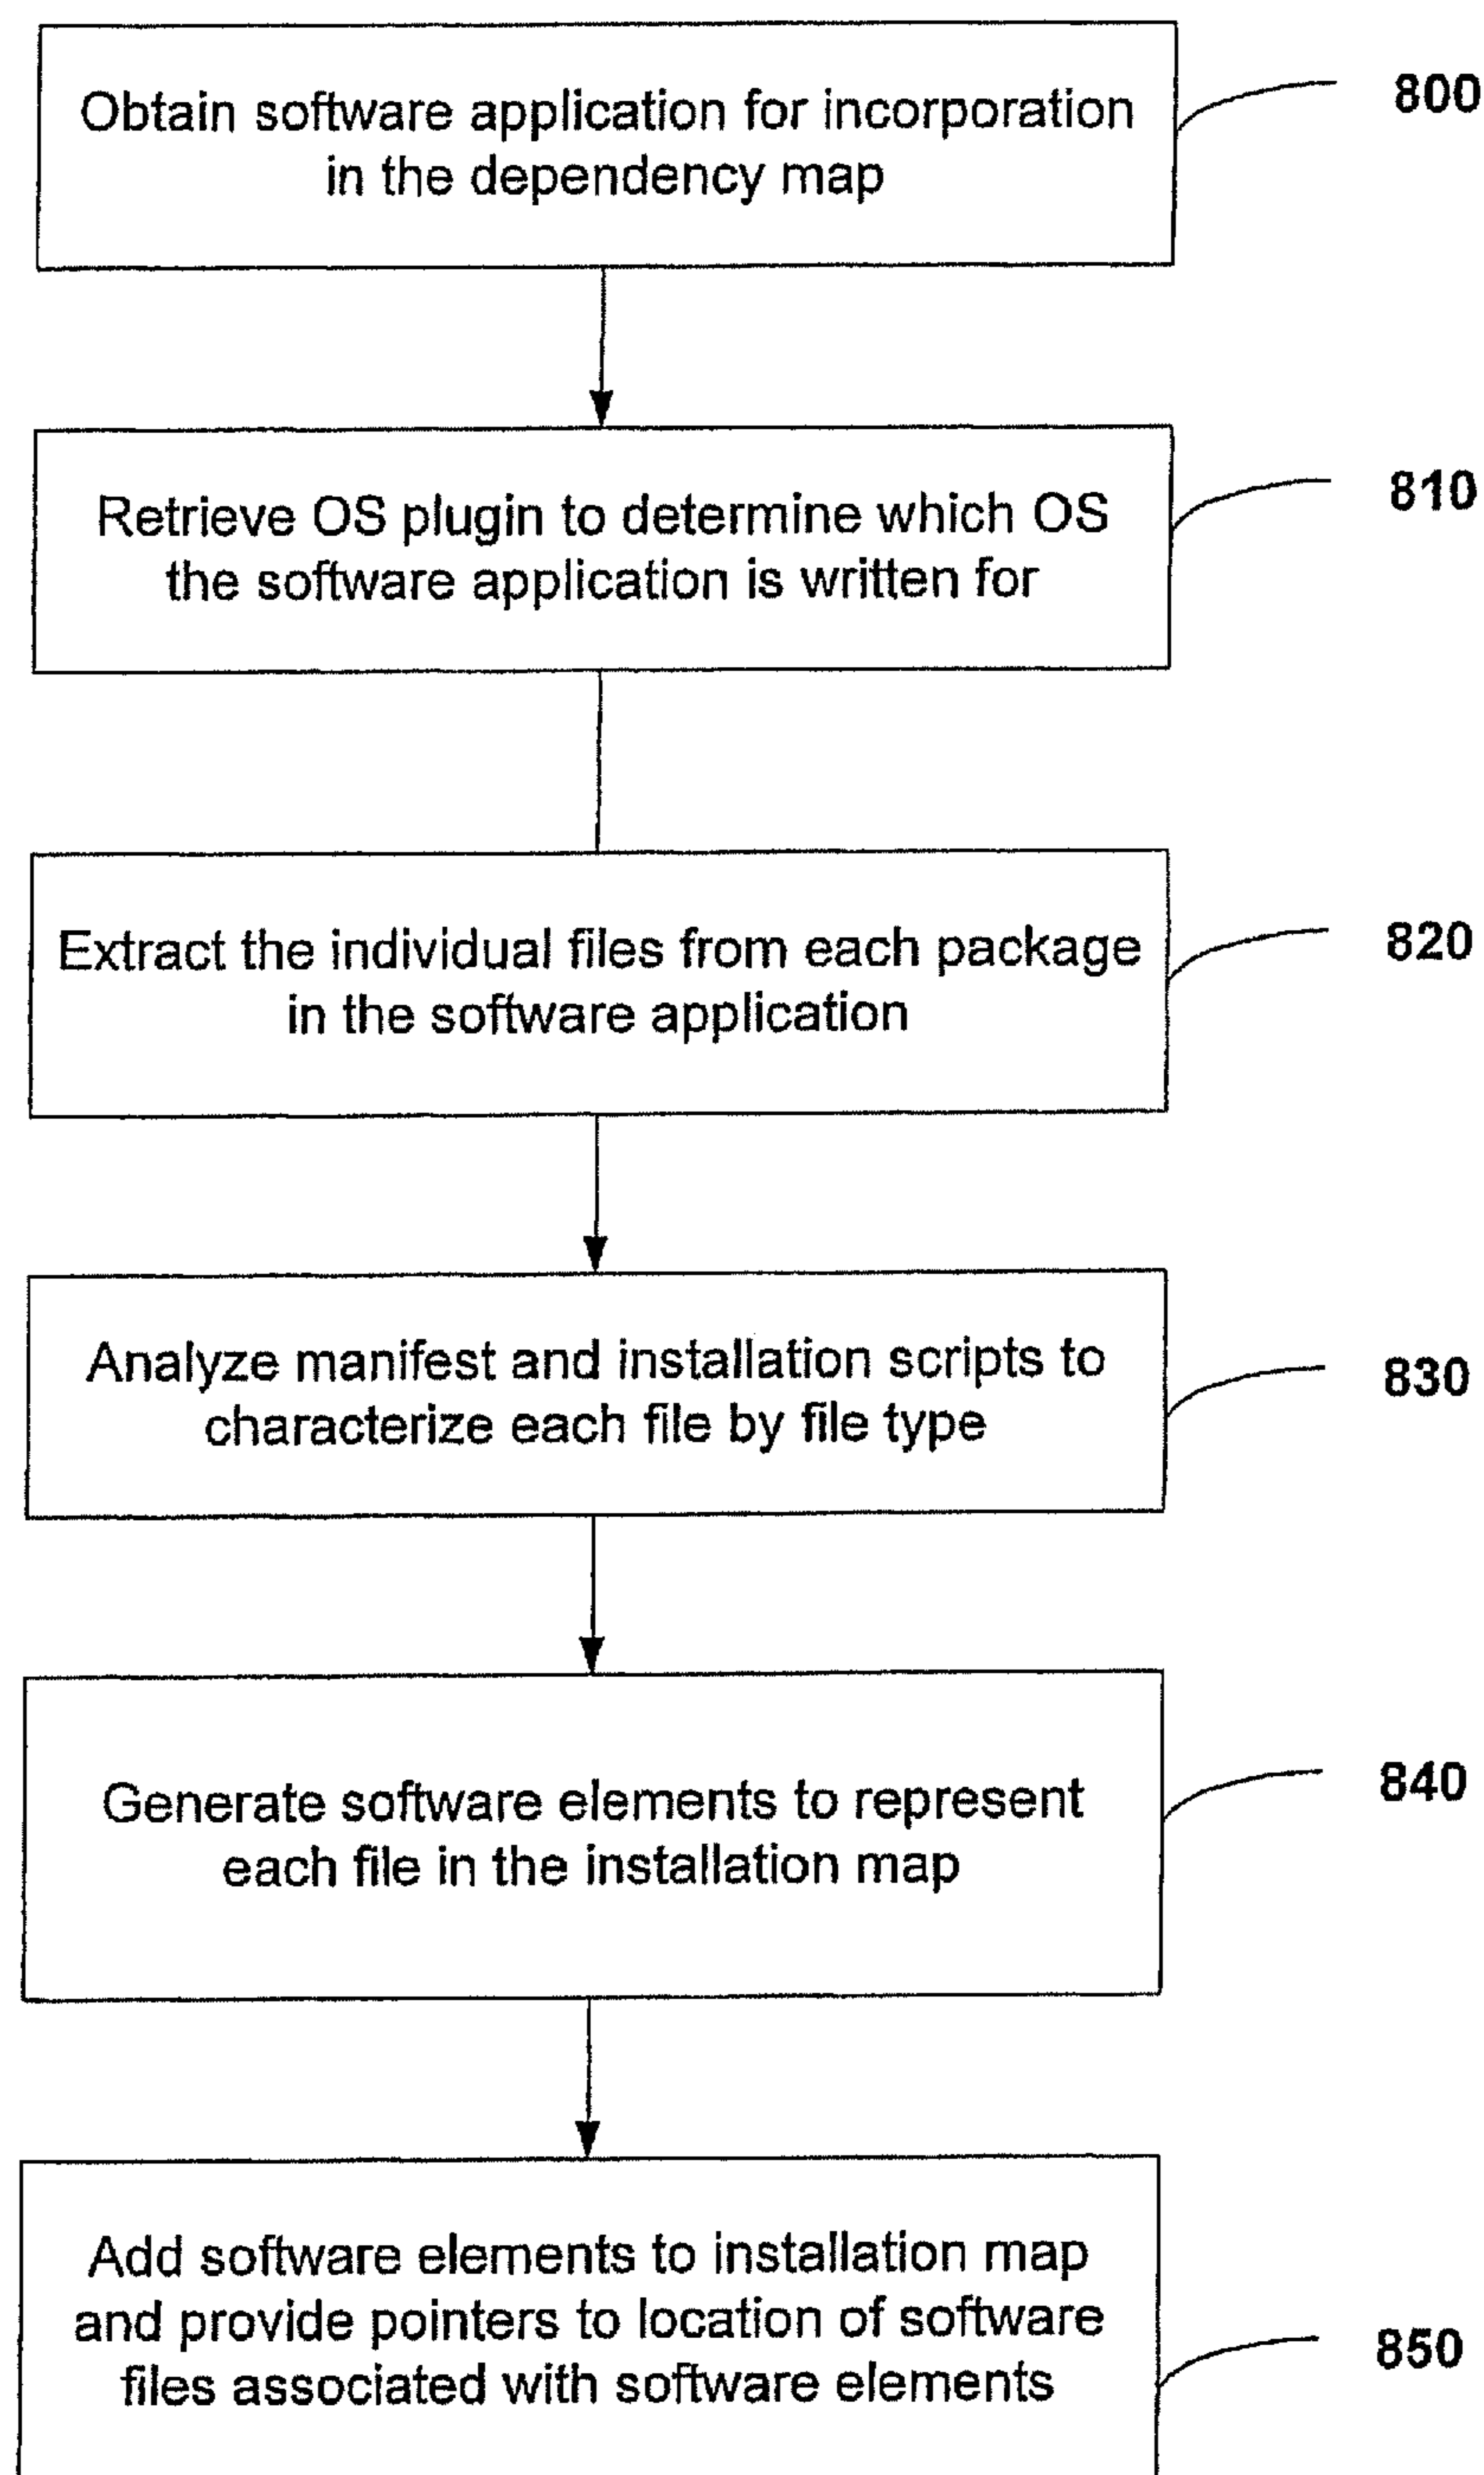 Obtain software application for incorporation
in the dependency map
800
Retrieve OS plugin to determine which OS
the software application is written for
810
Extract the individual files from each package
in the software application
820
Analyze manifest and installation scripts to
characterize each file by file type
830
Generate software elements to represent
each file in the installation map
840
Add software elements to installation map
and provide pointers to location of software
files associated with software elements
850